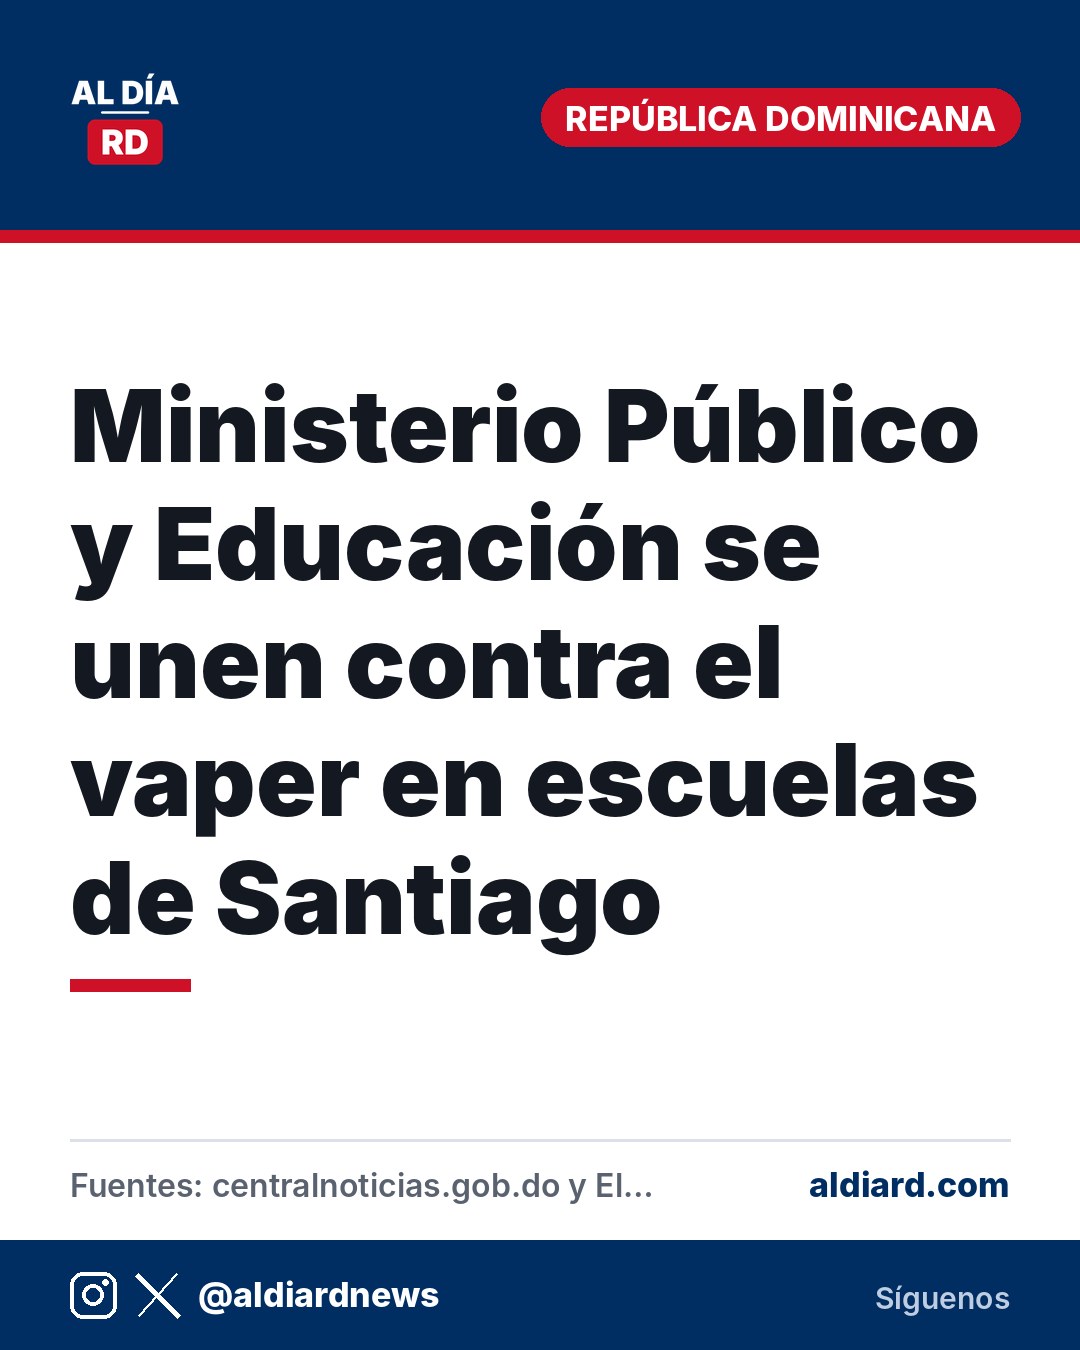 AL DÍA
RD
REPÚBLICA DOMINICANA
Ministerio Público
y Educación se
unen contra el
vaper en escuelas
de Santiago
Fuentes: centralnoticias.gob.do y El...
aldiard.com
@aldiardnews
Síguenos